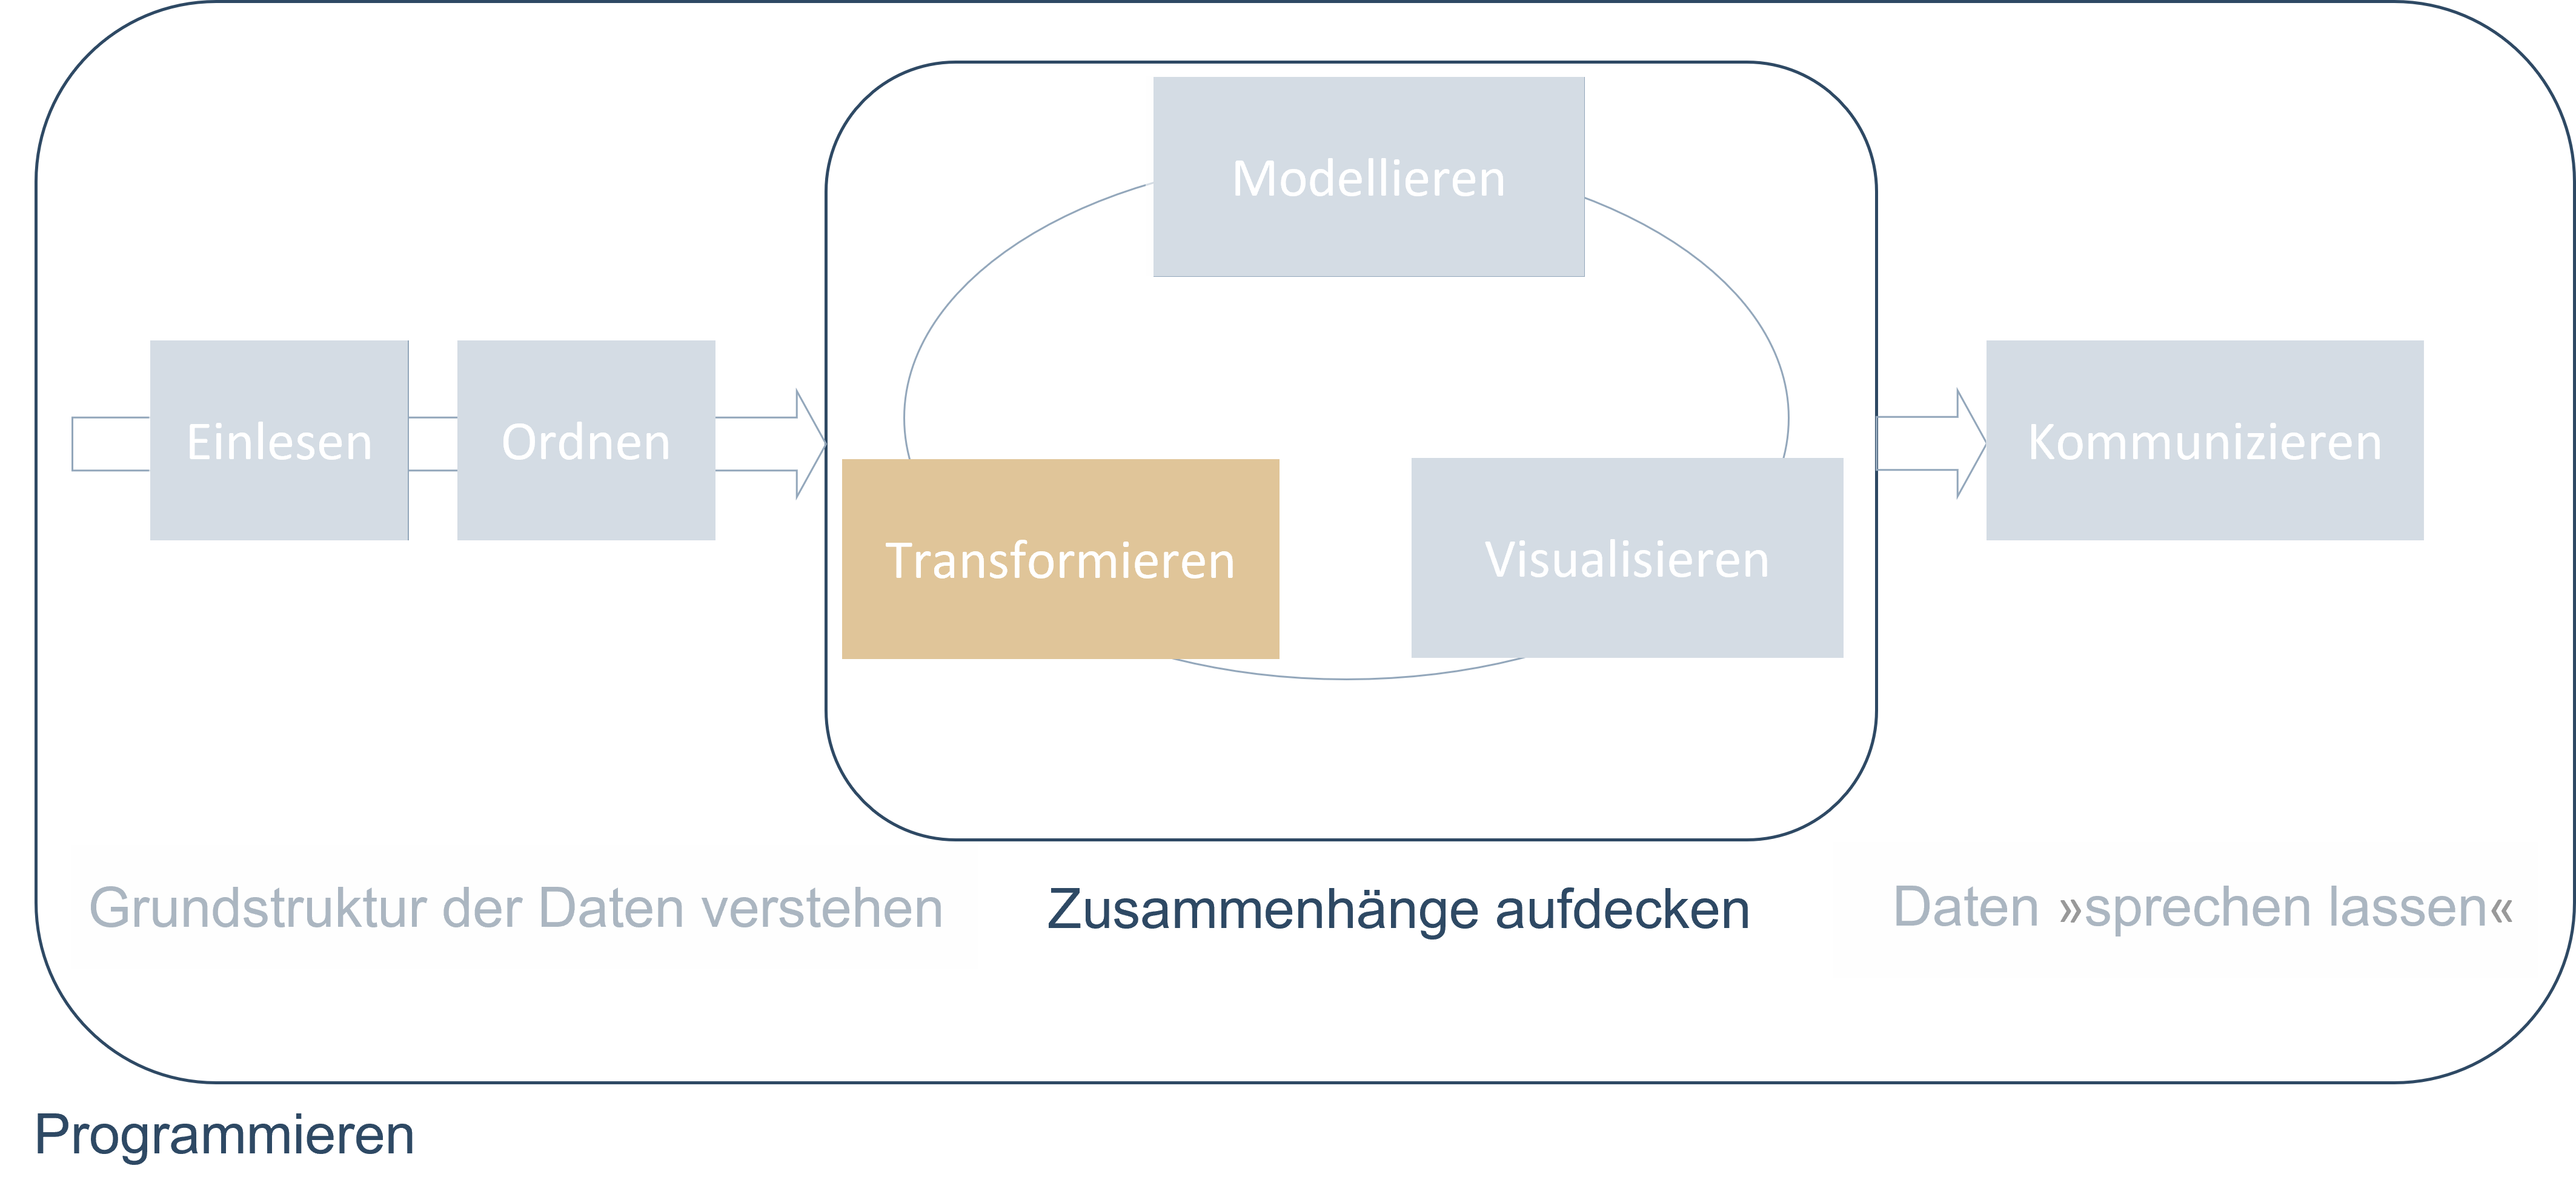 Modellieren
Einlesen
Ordnen
Transformieren
Visualisieren
Kommunizieren
Grundstruktur der Daten verstehen
Zusammenhänge aufdecken
Daten »sprechen lassen«
Programmieren